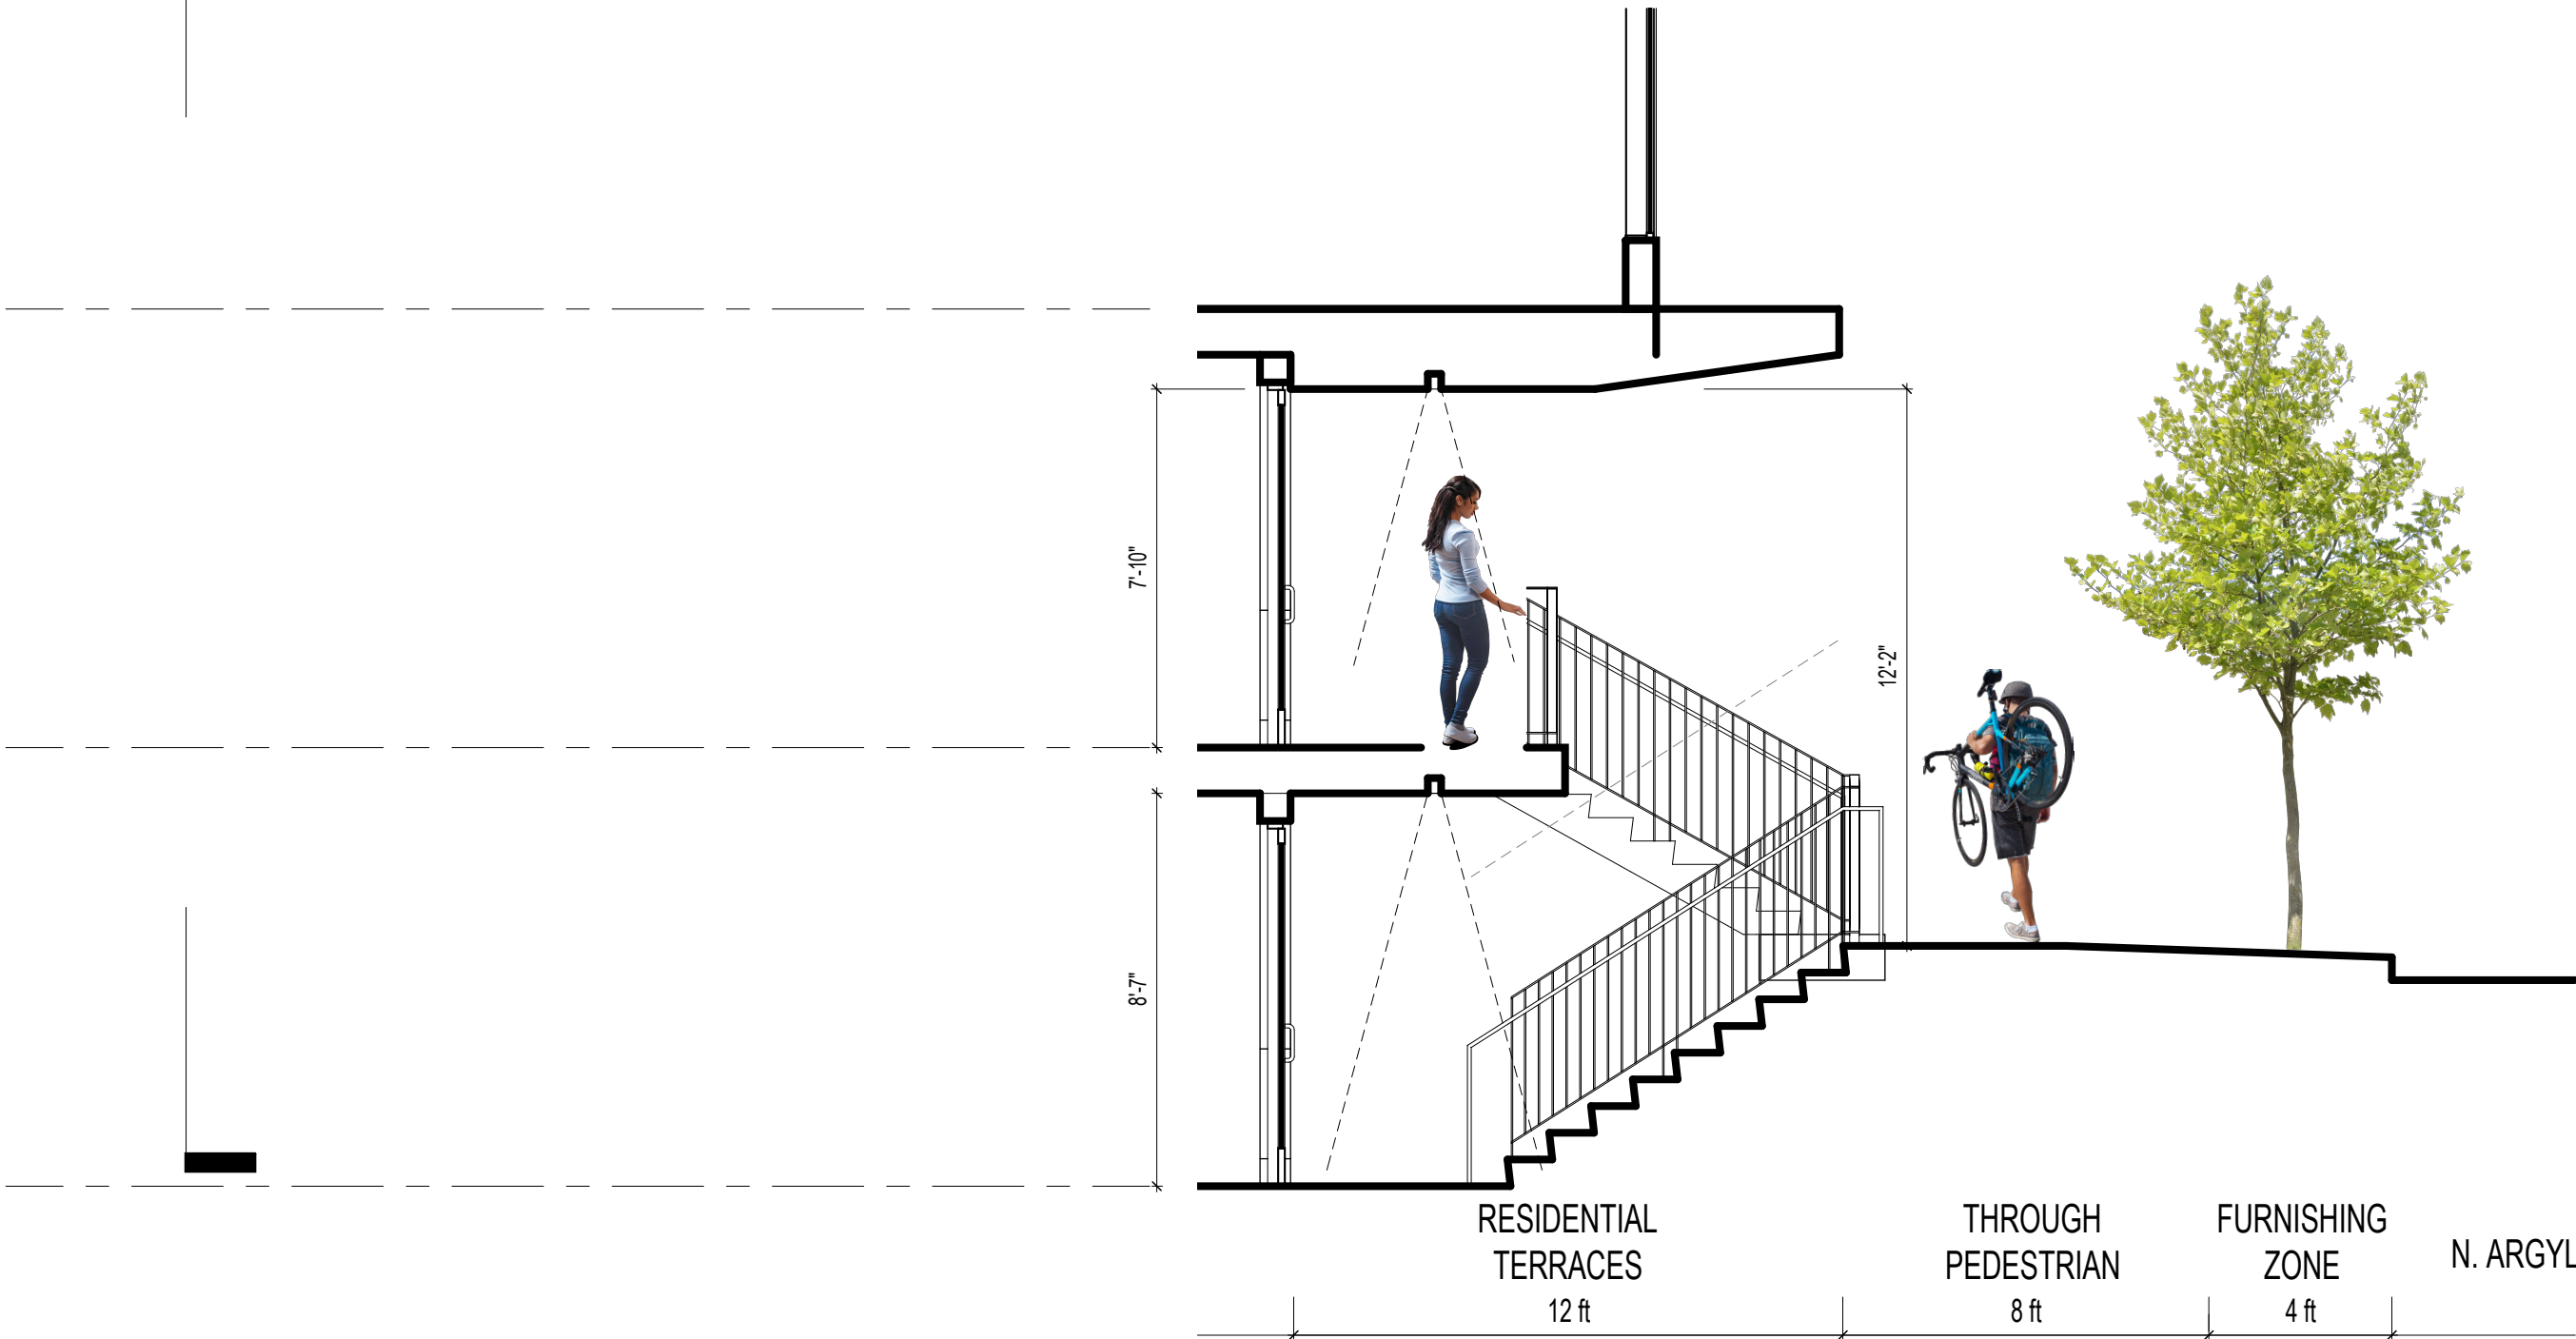 7'-10"
12'-2"
8'-7"
RESIDENTIAL
TERRACES
12 ft
THROUGH
PEDESTRIAN
8 ft
FURNISHING
ZONE
4 ft
N. ARGYL